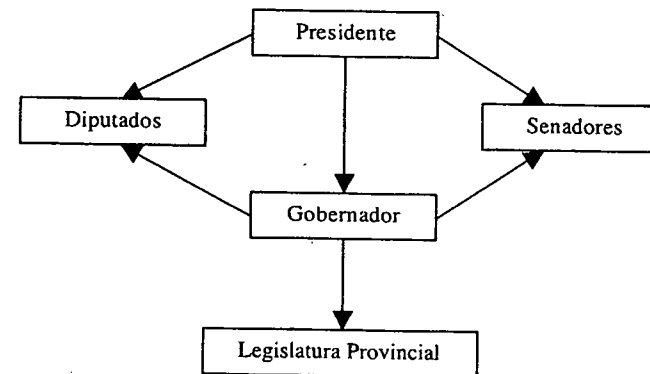 Presidente
Diputados
Senadores
Gobernador
Legislatura Provincial